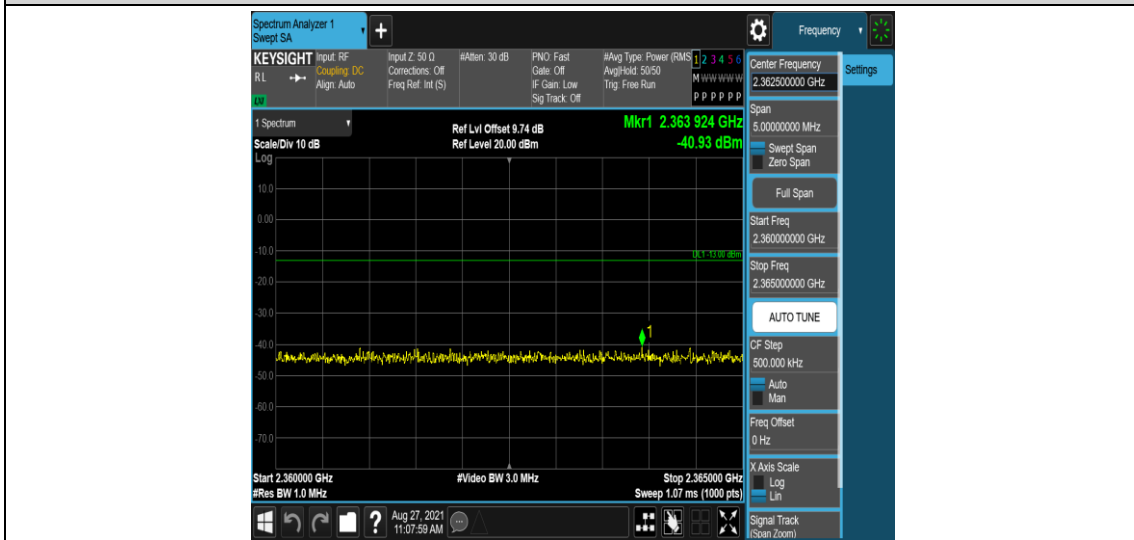 Spectrum Analyzer 1
Swept SA
+
Frequency
KEYSIGHT
RL
LXI
Input: RF
Coupling: DC
Align: Auto
Input Z: 50 Ω
Corrections: Off
Freq Ref: Int (S)
#Atten: 30 dB
PNO: Fast
Gate: Off
IF Gain: Low
Sig Track: Off
#Avg Type: Power (RMS
Avg|Hold: 50/50
Trig: Free Run
1 2 3 4 5 6
M W W W W W
P P P P P P
1 Spectrum
Scale/Div 10 dB
Log
Ref Lvl Offset 9.74 dB
Ref Level 20.00 dBm
Mkr1 2.363 924 GHz
-40.93 dBm
10.0
0.00
-10.0
DL1 -13.00 dBm
-20.0
-30.0
1
-40.0
-50.0
-60.0
-70.0
Start 2.360000 GHz
#Res BW 1.0 MHz
#Video BW 3.0 MHz
Stop 2.365000 GHz
Sweep 1.07 ms (1000 pts)
?
Aug 27, 2021
11:07:59 AM
Center Frequency
2.362500000 GHz
Settings
Span
5.00000000 MHz
Swept Span
Zero Span
Full Span
Start Freq
2.360000000 GHz
Stop Freq
2.365000000 GHz
AUTO TUNE
CF Step
500.000 kHz
Auto
Man
Freq Offset
0 Hz
X Axis Scale
Log
Lin
Signal Track
(Span Zoom)